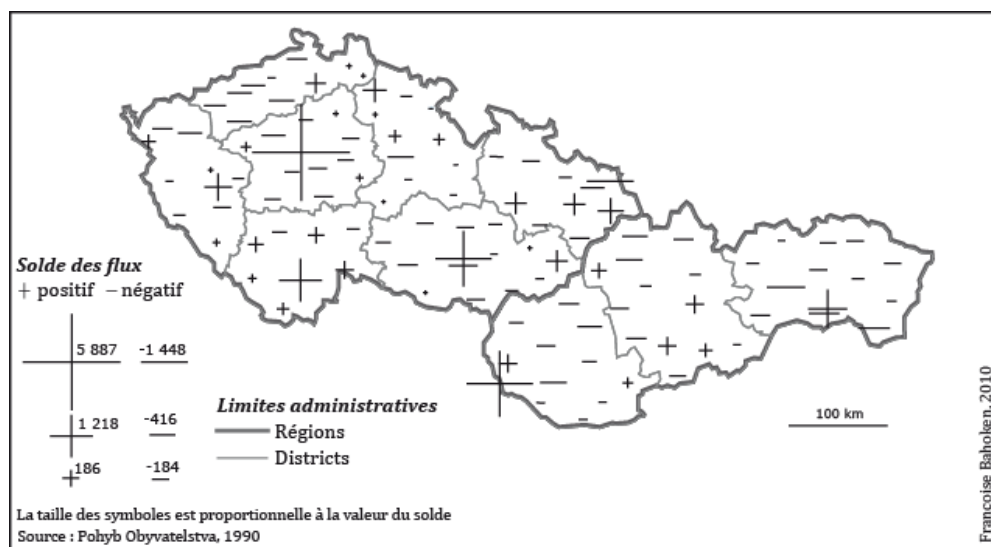 Solde des flux
+ positif – négatif
5 887 -1 448
1 218 -416
186 -184
Limites administratives
Régions
Districts
100 km
La taille des symboles est proportionnelle à la valeur du solde
Source : Pohyb Obyvatelstva, 1990
Françoise Bahoken, 2010